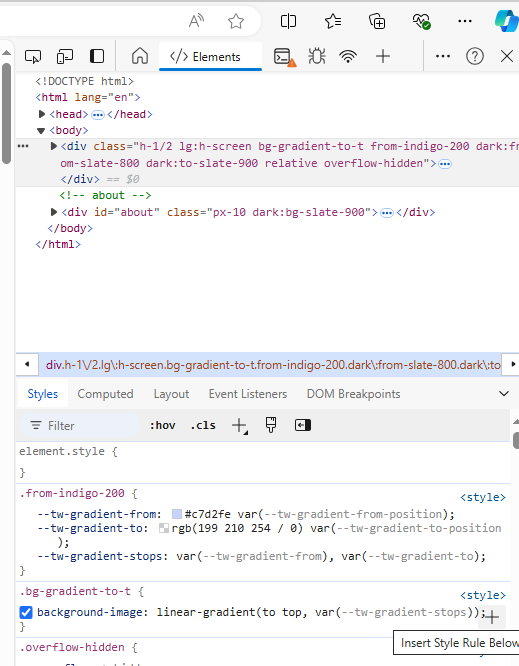 Elements
<!DOCTYPE html>
<html lang="en">
<head> </head>
<body>
<div class="h-1/2 lg:h-screen bg-gradient-to-t from-indigo-200 dark:fr
om-slate-800 dark:to-slate-900 relative overflow-hidden">
</div> == $0
<!-- about -->
<div id="about" class="px-10 dark:bg-slate-900"> </div>
</body>
</html>
div.h-1\/2.lg\:h-screen.bg-gradient-to-t.from-indigo-200.dark\:from-slate-800.dark\:to
Styles Computed Layout Event Listeners DOM Breakpoints
Filter :hov .cls
element.style {
}
.from-indigo-200 { <style>
--tw-gradient-from: #c7d2fe var(--tw-gradient-from-position);
--tw-gradient-to: rgb(199 210 254 / 0) var(--tw-gradient-to-position
);
--tw-gradient-stops: var(--tw-gradient-from), var(--tw-gradient-to);
}
.bg-gradient-to-t { <style>
background-image: linear-gradient(to top, var(--tw-gradient-stops));
}
Insert Style Rule Below
.overflow-hidden {